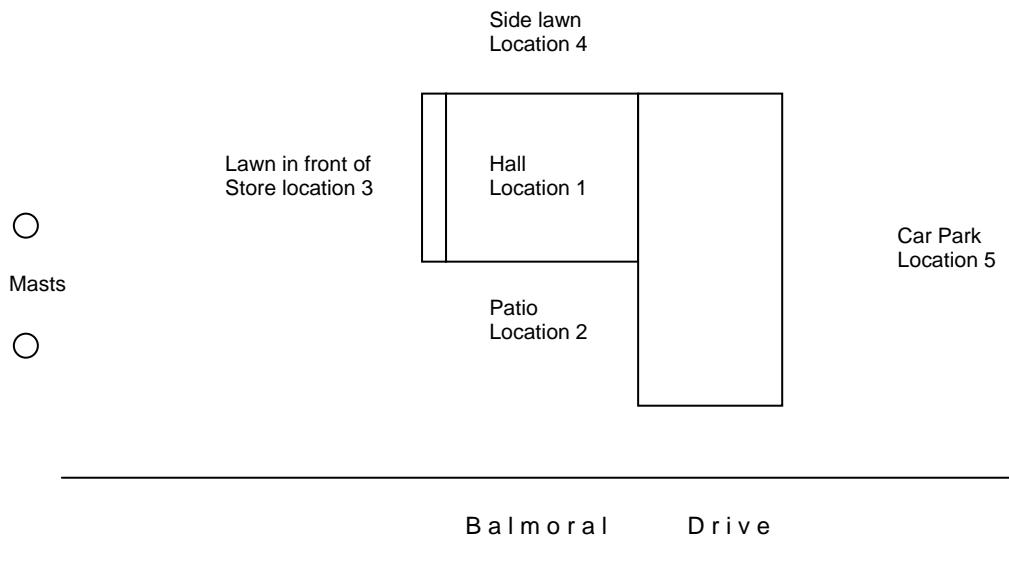 Side lawn
Location 4
Lawn in front of
Store location 3
Hall
Location 1
Car Park
Location 5
Masts
Patio
Location 2
Balmoral Drive